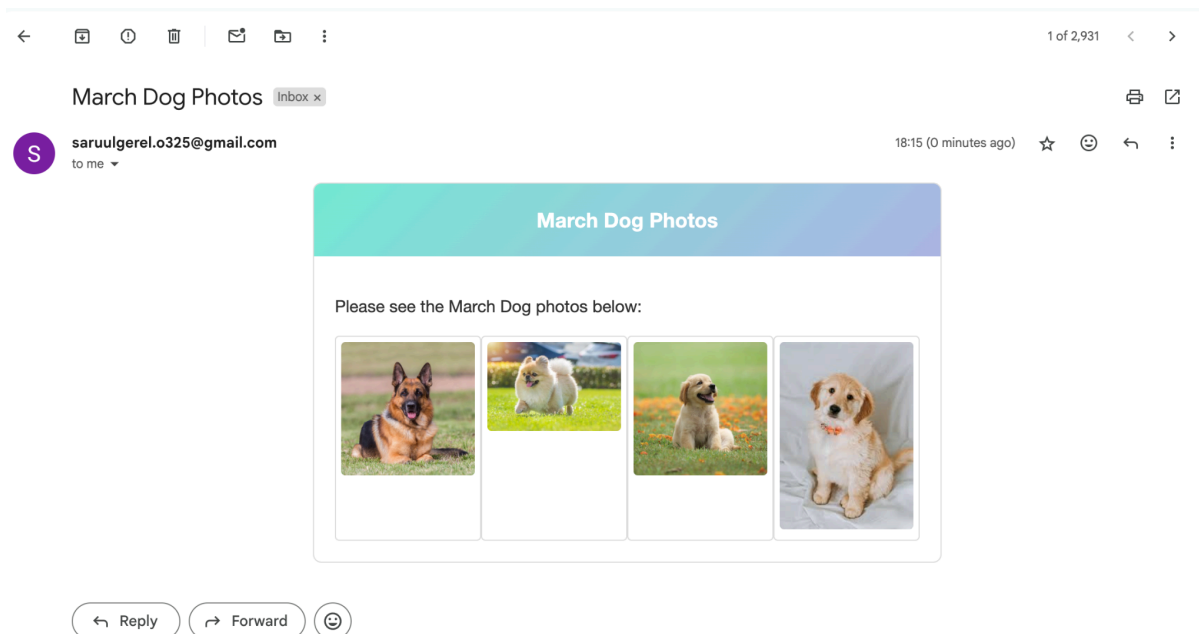 1 of 2,931
March Dog Photos Inbox ×
S
saruulgerel.o325@gmail.com 18:15 (0 minutes ago)
to me
March Dog Photos
Please see the March Dog photos below:
Reply Forward